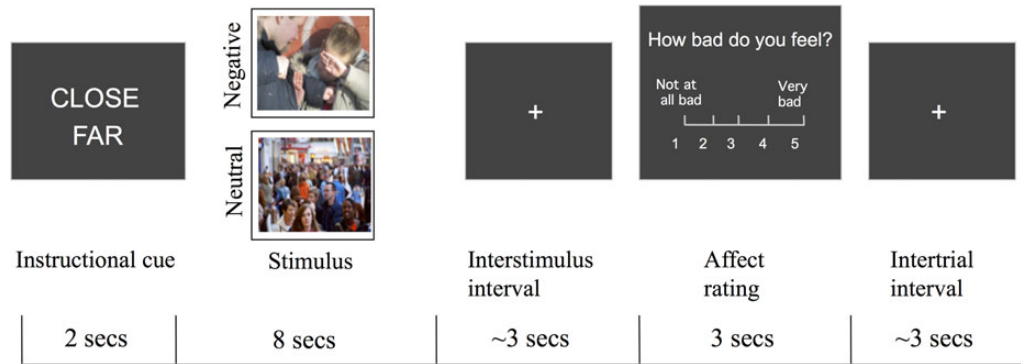 CLOSE
FAR
Negative
Neutral
+
How bad do you feel?
Not at
all bad
Very
bad
1 2 3 4 5
+
Instructional cue
Stimulus
Interstimulus
interval
Affect
rating
Intertrial
interval
2 secs
8 secs
~3 secs
3 secs
~3 secs